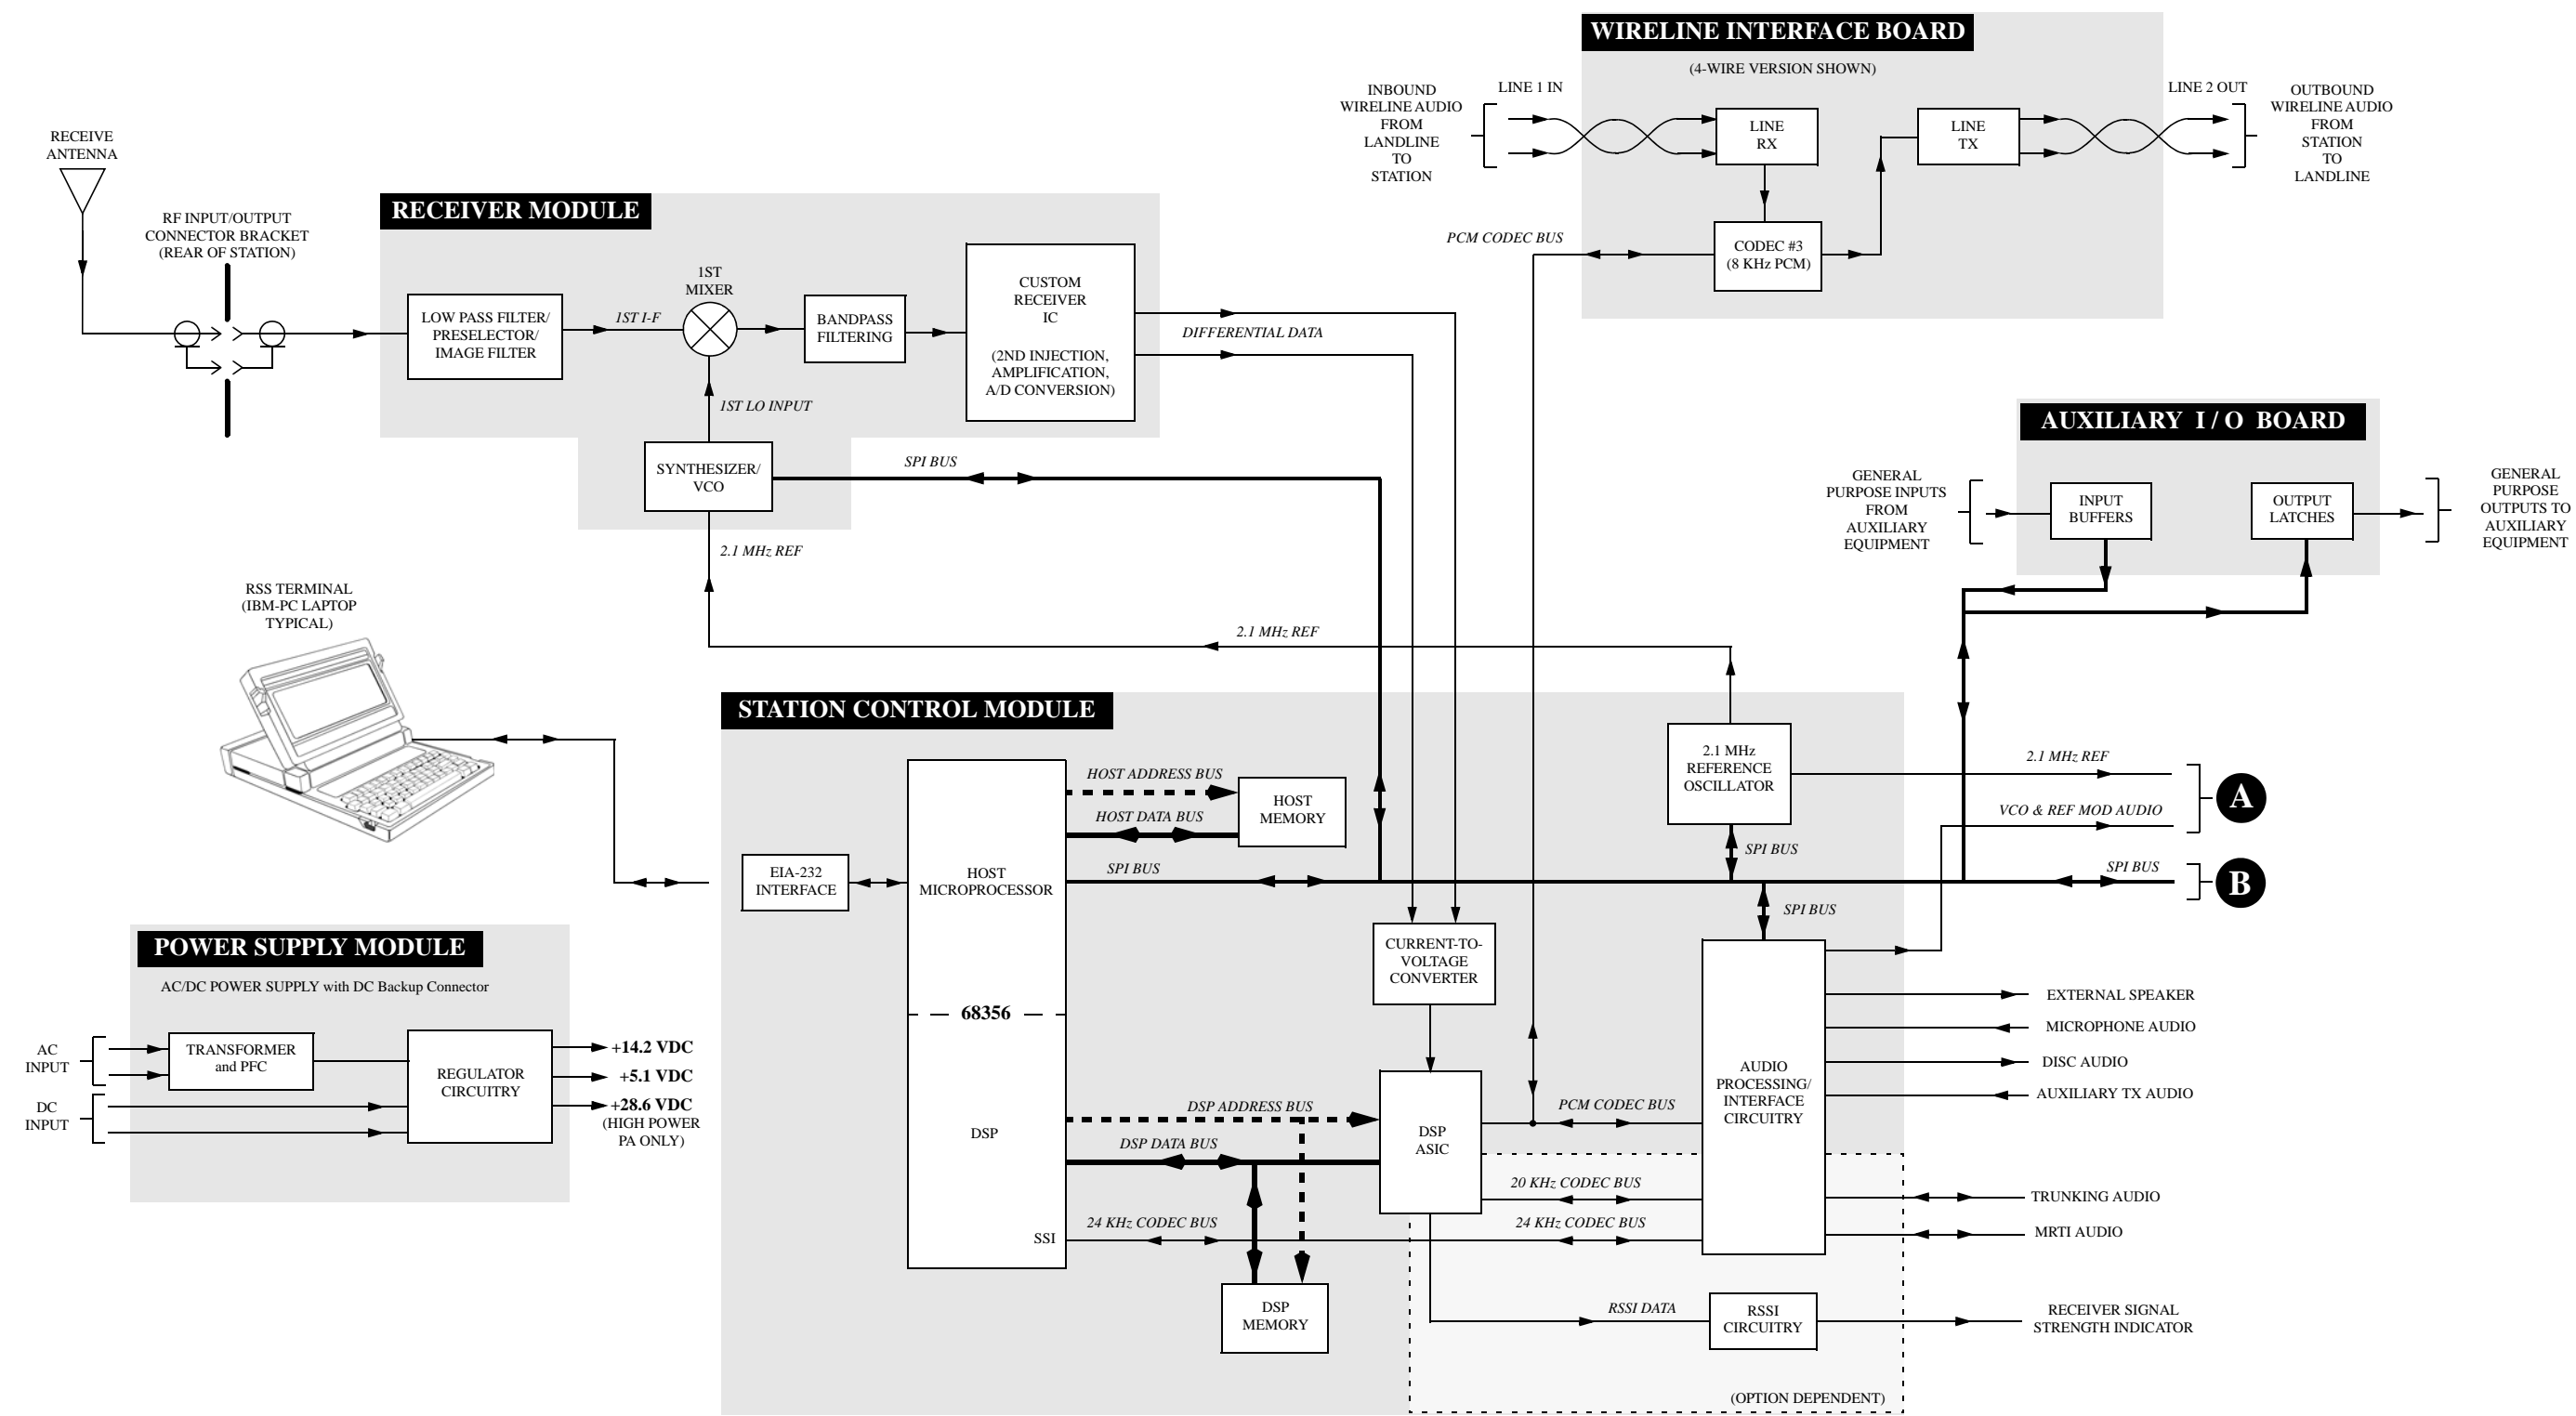 WIRELINE INTERFACE BOARD
(4-WIRE VERSION SHOWN)
INBOUND
WIRELINE AUDIO
FROM
LANDLINE
TO
STATION
LINE 1 IN
LINE
RX
LINE
TX
LINE 2 OUT
OUTBOUND
WIRELINE AUDIO
FROM
STATION
TO
LANDLINE
PCM CODEC BUS
CODEC #3
(8 KHz PCM)
RECEIVE
ANTENNA
RF INPUT/OUTPUT
CONNECTOR BRACKET
(REAR OF STATION)
RECEIVER MODULE
LOW PASS FILTER/
PRESELECTOR/
IMAGE FILTER
1ST I-F
1ST
MIXER
BANDPASS
FILTERING
CUSTOM
RECEIVER
IC
(2ND INJECTION,
AMPLIFICATION,
A/D CONVERSION)
DIFFERENTIAL DATA
1ST LO INPUT
SYNTHESIZER/
VCO
SPI BUS
2.1 MHz REF
2.1 MHz REF
AUXILIARY I / O BOARD
GENERAL
PURPOSE INPUTS
FROM
AUXILIARY
EQUIPMENT
INPUT
BUFFERS
OUTPUT
LATCHES
GENERAL
PURPOSE
OUTPUTS TO
AUXILIARY
EQUIPMENT
RSS TERMINAL
(IBM-PC LAPTOP
TYPICAL)
STATION CONTROL MODULE
EIA-232
INTERFACE
HOST
MICROPROCESSOR
68356
DSP
SSI
HOST ADDRESS BUS
HOST DATA BUS
HOST
MEMORY
SPI BUS
2.1 MHz
REFERENCE
OSCILLATOR
SPI BUS
SPI BUS
2.1 MHz REF
VCO & REF MOD AUDIO
A
SPI BUS
B
CURRENT-TO-
VOLTAGE
CONVERTER
DSP ADDRESS BUS
DSP DATA BUS
DSP
ASIC
PCM CODEC BUS
20 KHz CODEC BUS
24 KHz CODEC BUS
24 KHz CODEC BUS
DSP
MEMORY
AUDIO
PROCESSING/
INTERFACE
CIRCUITRY
EXTERNAL SPEAKER
MICROPHONE AUDIO
DISC AUDIO
AUXILIARY TX AUDIO
TRUNKING AUDIO
MRTI AUDIO
RSSI DATA
RSSI
CIRCUITRY
RECEIVER SIGNAL
STRENGTH INDICATOR
(OPTION DEPENDENT)
POWER SUPPLY MODULE
AC/DC POWER SUPPLY with DC Backup Connector
AC
INPUT
DC
INPUT
TRANSFORMER
and PFC
REGULATOR
CIRCUITRY
+14.2 VDC
+5.1 VDC
+28.6 VDC
(HIGH POWER
PA ONLY)